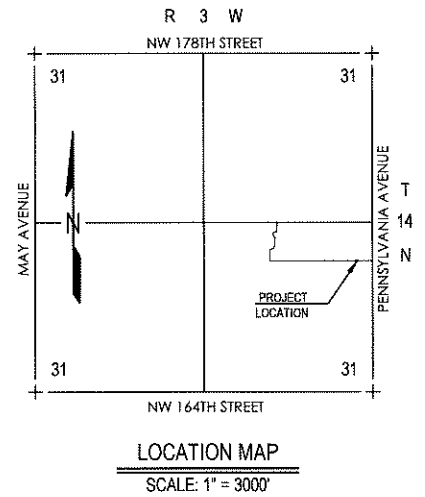 R 3 W
NW 178TH STREET
31
31
MAY AVENUE
N
PENNSYLVANIA AVENUE
T
14
N
PROJECT
LOCATION
31
31
NW 164TH STREET
LOCATION MAP
SCALE: 1" = 3000'